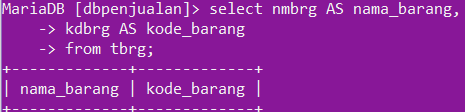 MariaDB [dbpenjualan]> select nmbrg AS nama_barang,
    -> kdbrg AS kode_barang
    -> from tbrg;
+-------------+-------------+
| nama_barang | kode_barang |
+-------------+-------------+